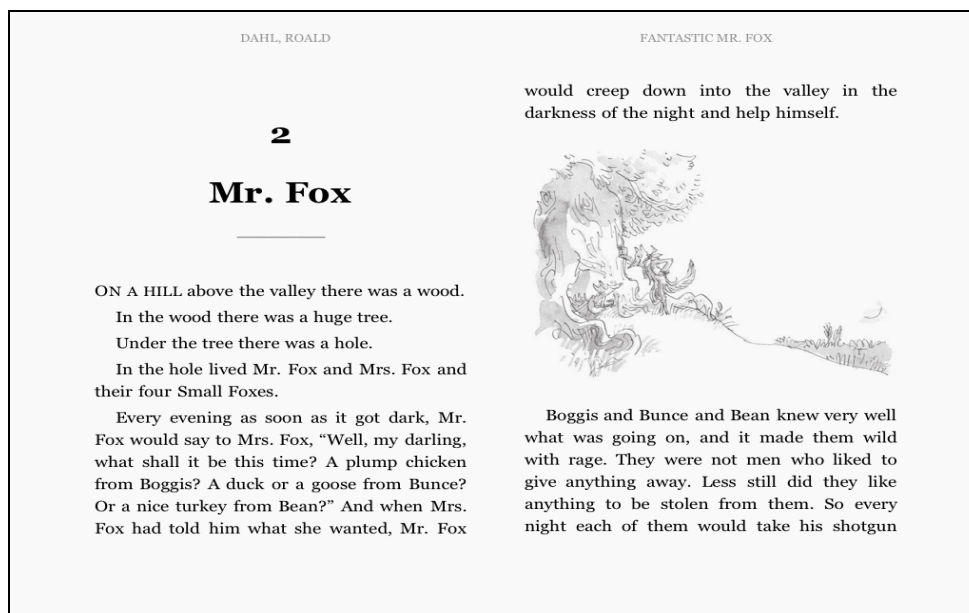 DAHL, ROALD
2
Mr. Fox
ON A HILL above the valley there was a wood.
In the wood there was a huge tree.
Under the tree there was a hole.
In the hole lived Mr. Fox and Mrs. Fox and
their four Small Foxes.
Every evening as soon as it got dark, Mr.
Fox would say to Mrs. Fox, “Well, my darling,
what shall it be this time? A plump chicken
from Boggis? A duck or a goose from Bunce?
Or a nice turkey from Bean?” And when Mrs.
Fox had told him what she wanted, Mr. Fox
FANTASTIC MR. FOX
would creep down into the valley in the
darkness of the night and help himself.
Boggis and Bunce and Bean knew very well
what was going on, and it made them wild
with rage. They were not men who liked to
give anything away. Less still did they like
anything to be stolen from them. So every
night each of them would take his shotgun